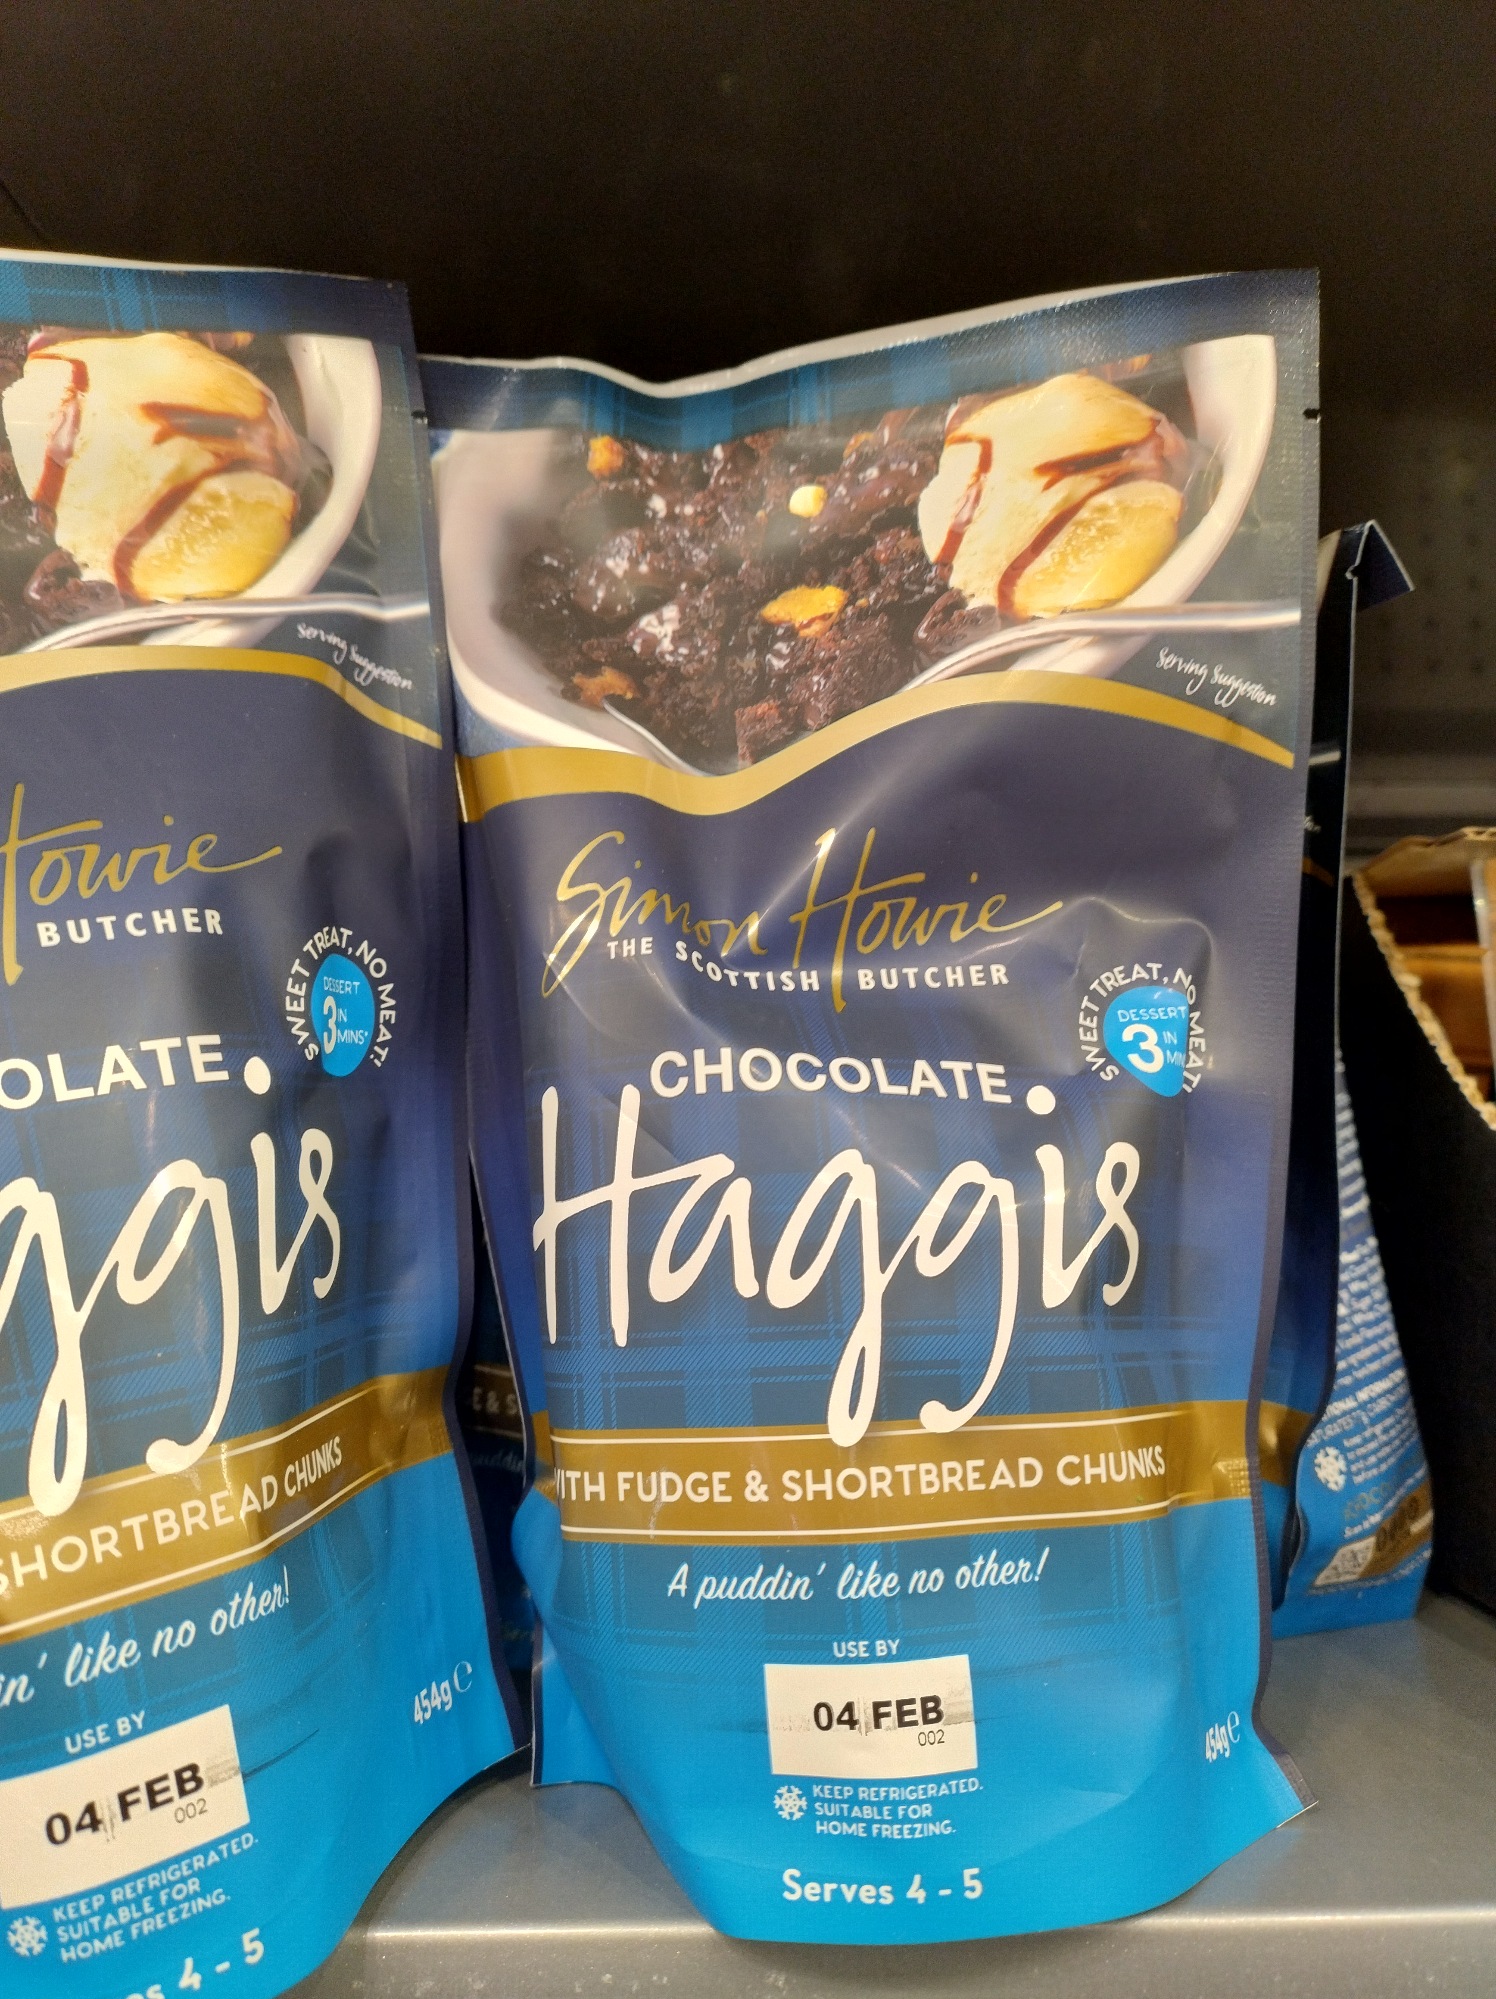 Serving Suggestion
Howie
BUTCHER
SWEET TREAT, NO MEAT!
DESSERT
3 IN
MINS*
OLATE
ggis
SHORTBREAD CHUNKS
in' like no other!
454g e
USE BY
04 FEB
002
KEEP REFRIGERATED.
SUITABLE FOR
HOME FREEZING.
4 - 5
Serving Suggestion
Simon Howie
THE SCOTTISH BUTCHER
SWEET TREAT, NO MEAT!
DESSERT
3 IN
MIN
CHOCOLATE
Haggis
WITH FUDGE & SHORTBREAD CHUNKS
A puddin' like no other!
USE BY
04 FEB
002
454g e
KEEP REFRIGERATED.
SUITABLE FOR
HOME FREEZING.
Serves 4 - 5